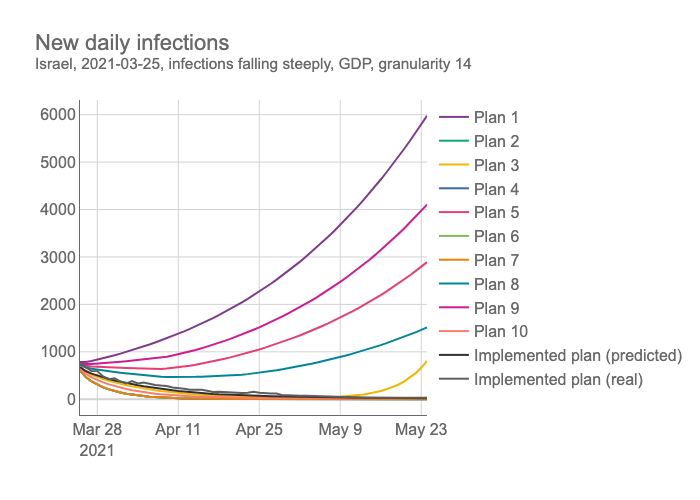 New daily infections
Israel, 2021-03-25, infections falling steeply, GDP, granularity 14
6000
5000
4000
3000
2000
1000
0
Mar 28
2021
Apr 11
Apr 25
May 9
May 23
Plan 1
Plan 2
Plan 3
Plan 4
Plan 5
Plan 6
Plan 7
Plan 8
Plan 9
Plan 10
Implemented plan (predicted)
Implemented plan (real)